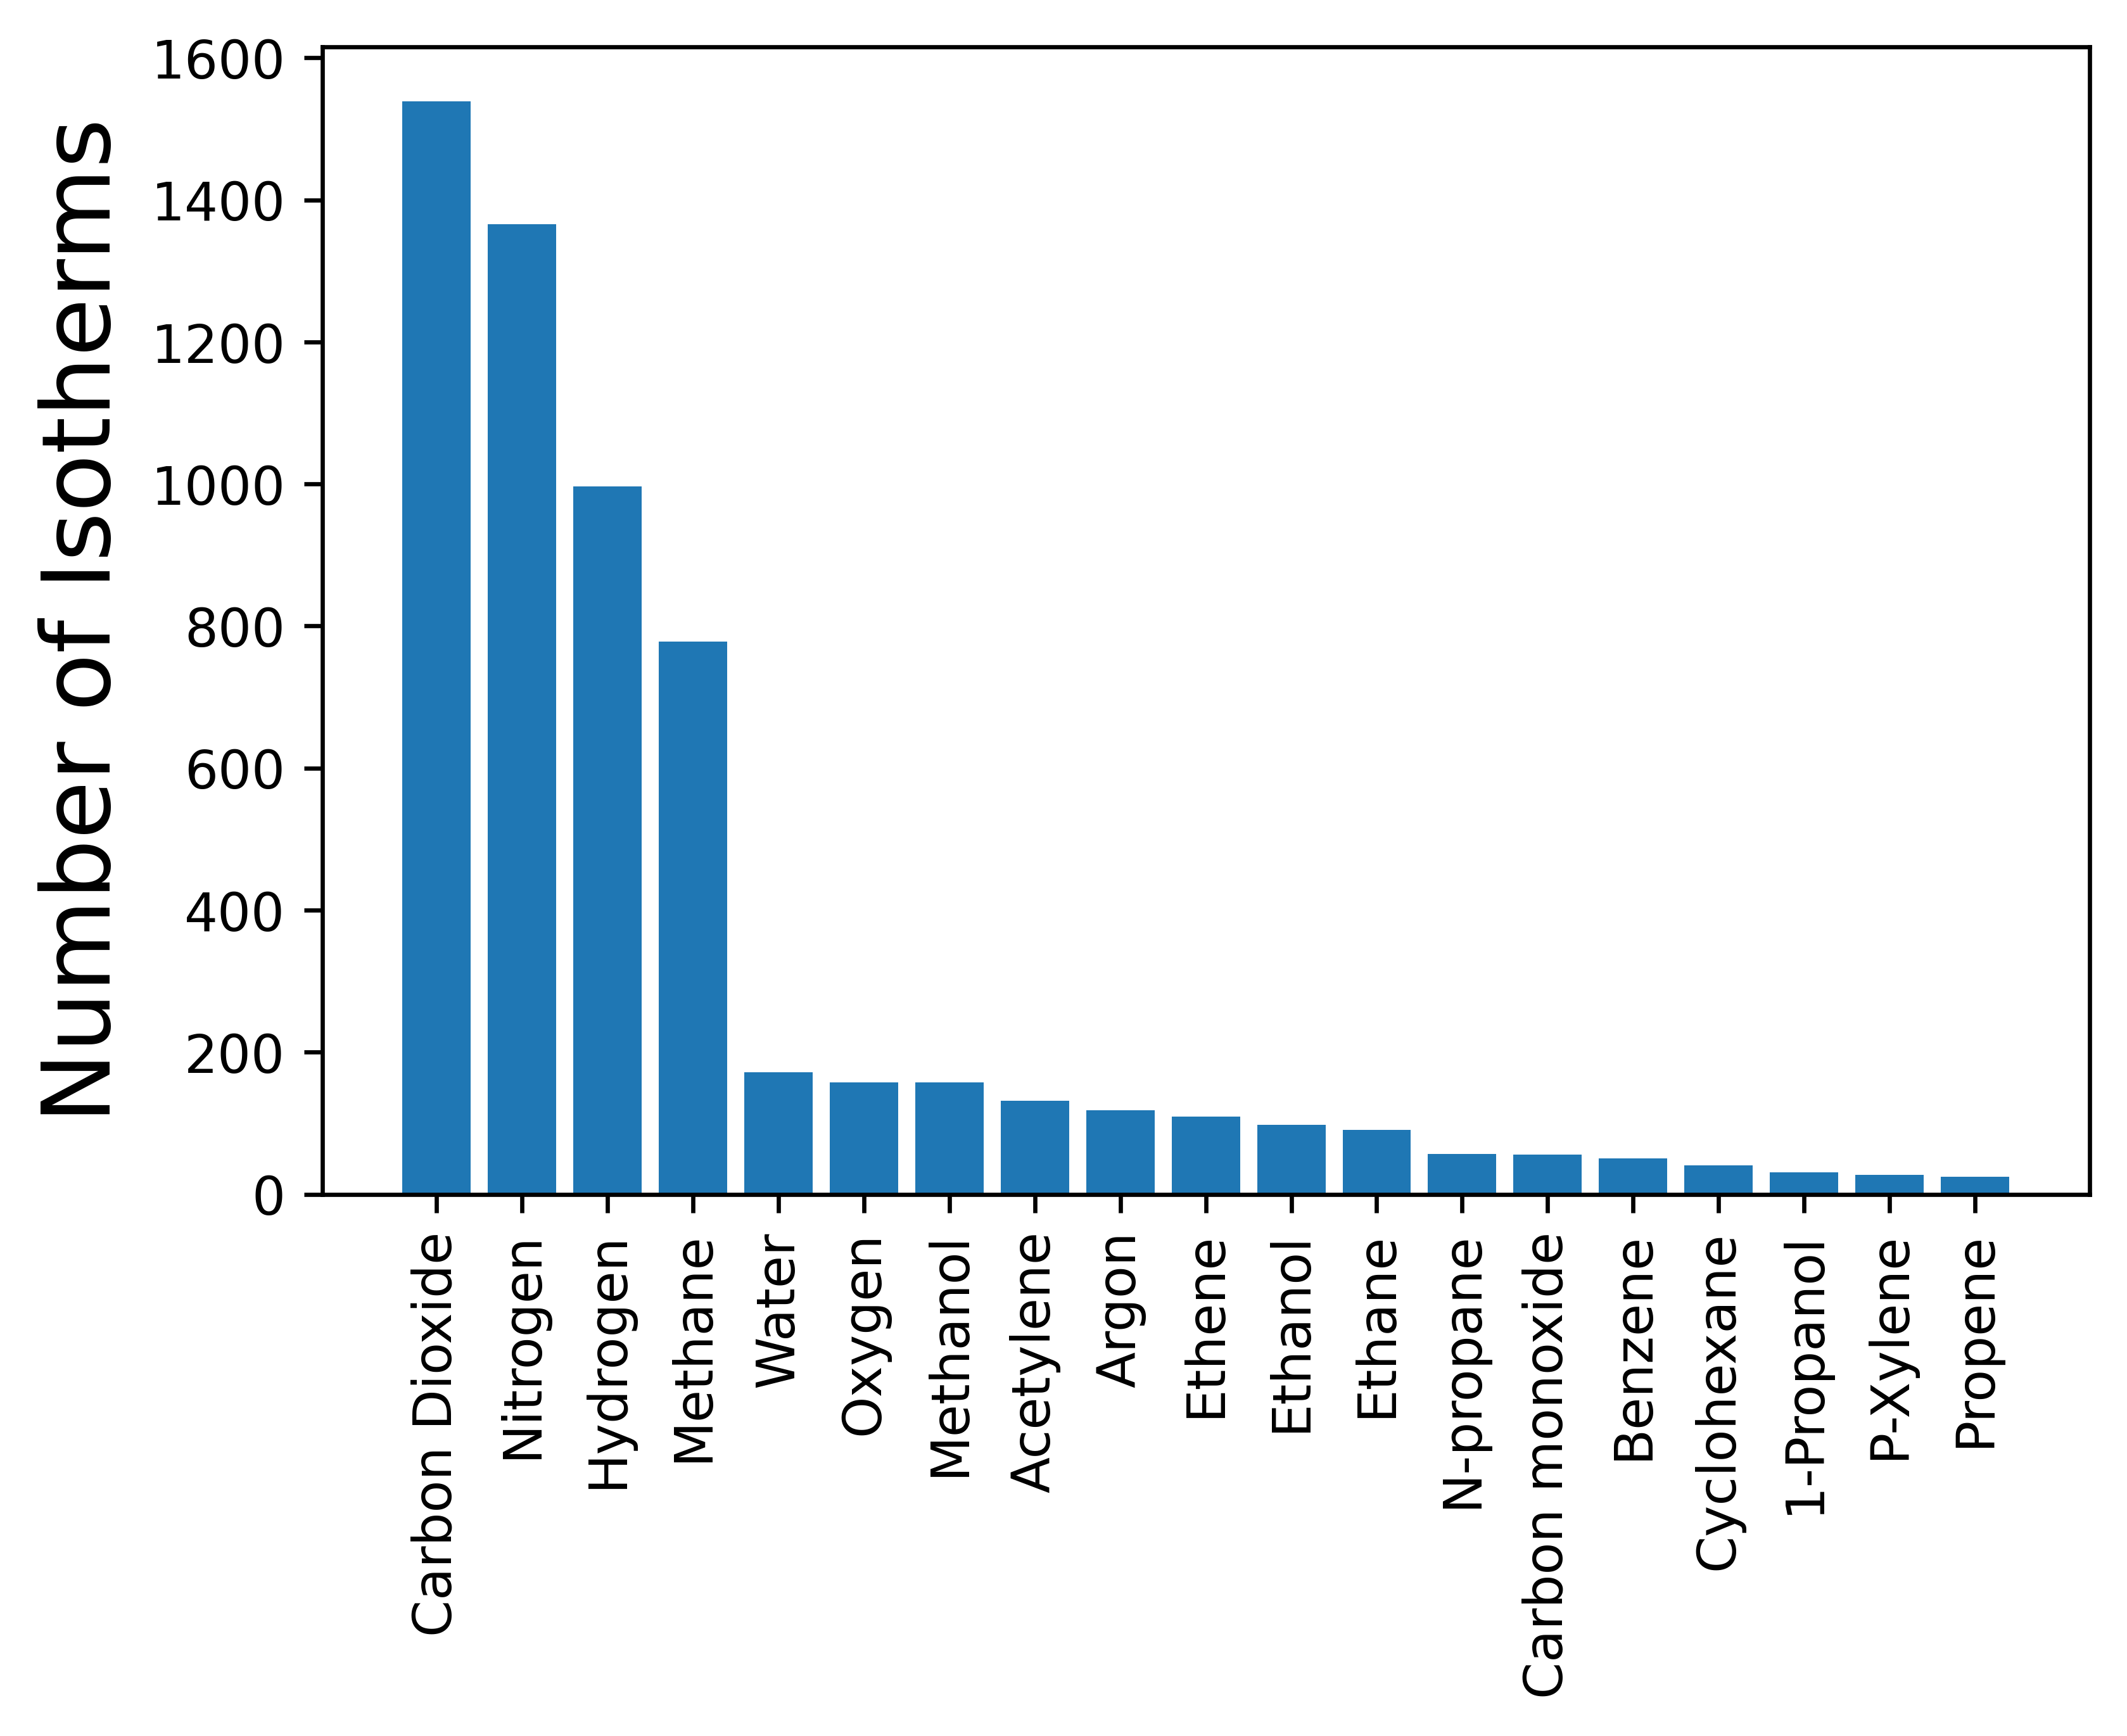 Number of Isotherms
1600
1400
1200
1000
800
600
400
200
0
Carbon Dioxide
Nitrogen
Hydrogen
Methane
Water
Oxygen
Methanol
Acetylene
Argon
Ethene
Ethanol
Ethane
N-propane
Carbon monoxide
Benzene
Cyclohexane
1-Propanol
P-Xylene
Propene